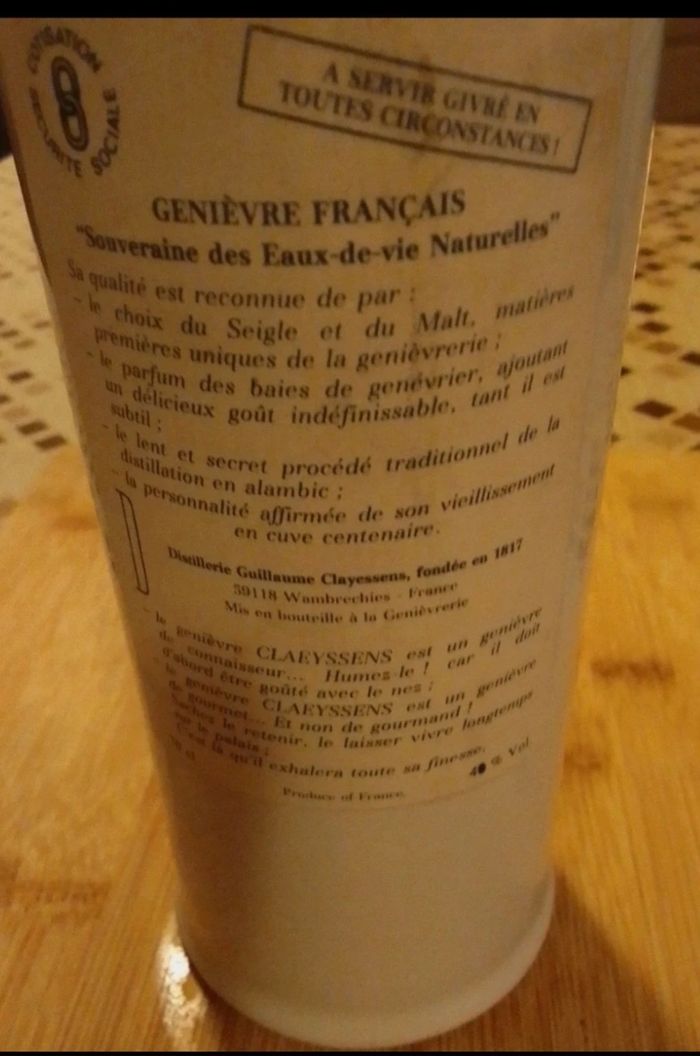 COTISATION
SÉCURITÉ SOCIALE
A SERVIR GIVRÉ EN
TOUTES CIRCONSTANCES !
GENIÈVRE FRANÇAIS
"Souveraine des Eaux-de-vie Naturelles"
Sa qualité est reconnue de par :
- le choix du Seigle et du Malt, matières
premières uniques de la genièvrerie ;
- le parfum des baies de genévrier, ajoutant
un délicieux goût indéfinissable, tant il est
subtil ;
- le lent et secret procédé traditionnel de la
distillation en alambic ;
- la personnalité affirmée de son vieillissement
en cuve centenaire.
Distillerie Guillaume Clayessens, fondée en 1817
59118 Wambrechies - France
Mis en bouteille à la Genièvrerie
- le genièvre CLAEYSSENS est un genièvre
de connaisseur... Humez-le ! car il doit
d'abord être goûté avec le nez ;
- le genièvre CLAEYSSENS est un genièvre
de gourmet... Et non de gourmand !
Sachez le retenir, le laisser vivre longtemps
sur le palais ;
C'est là qu'il exhalera toute sa finesse.
% Vol
Produce of France.